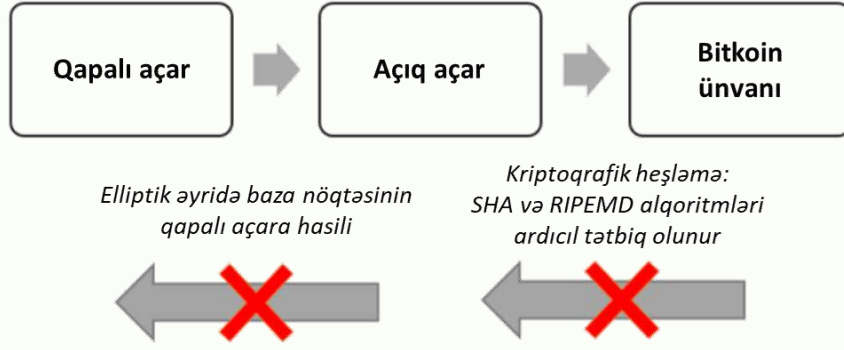 Qapalı açar
Açıq açar
Bitkoin
ünvanı
Elliptik əyridə baza nöqtəsinin
qapalı açara hasili
Kriptoqrafik heşləmə:
SHA və RIPEMD alqoritmləri
ardıcıl tətbiq olunur